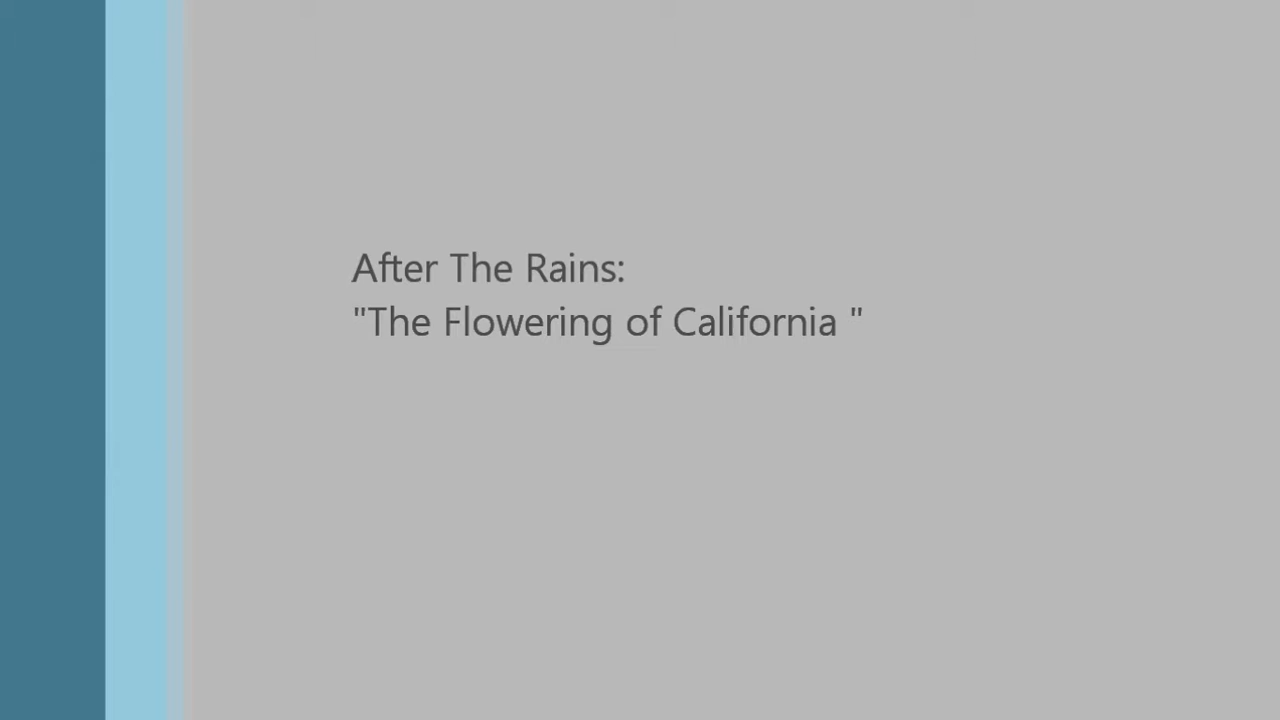 After The Rains:
"The Flowering of California "